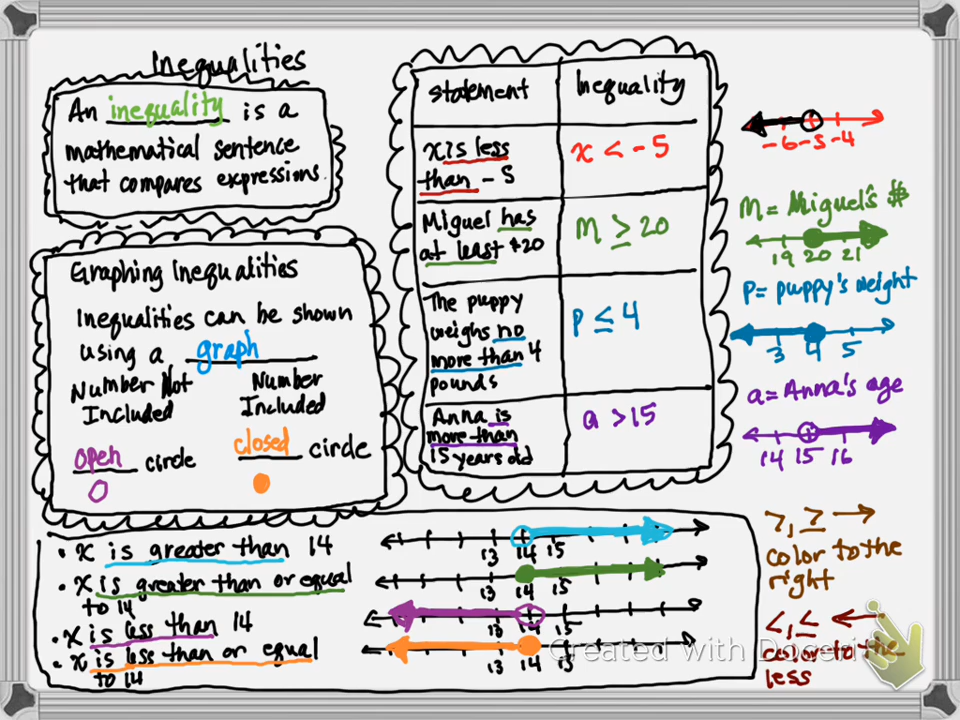 Inequalities
An inequality is a
mathematical sentence
that compares expressions.
Graphing Inequalities
Inequalities can be shown
using a graph
Number Not
Included
open circle
Number
Included
closed circle
statement
Inequality
x is less
than -5
x < -5
Miguel has
at least $20
M ≥ 20
The puppy
weighs no
more than 4
pounds
P ≤ 4
Anna is
more than
15 years old
a > 15
-6 -5 -4
M = Miguel's $
19 20 21
P = puppy's weight
3 4 5
a = Anna's age
14 15 16
• x is greater than 14
13 14 15
• x is greater than or equal
to 14
13 14 15
• x is less than 14
13 14 15
• x is less than or equal
to 14
13 14 15
>, ≥ →
color to the
right
<, ≤ ←
color to the
less
Created with Doceri